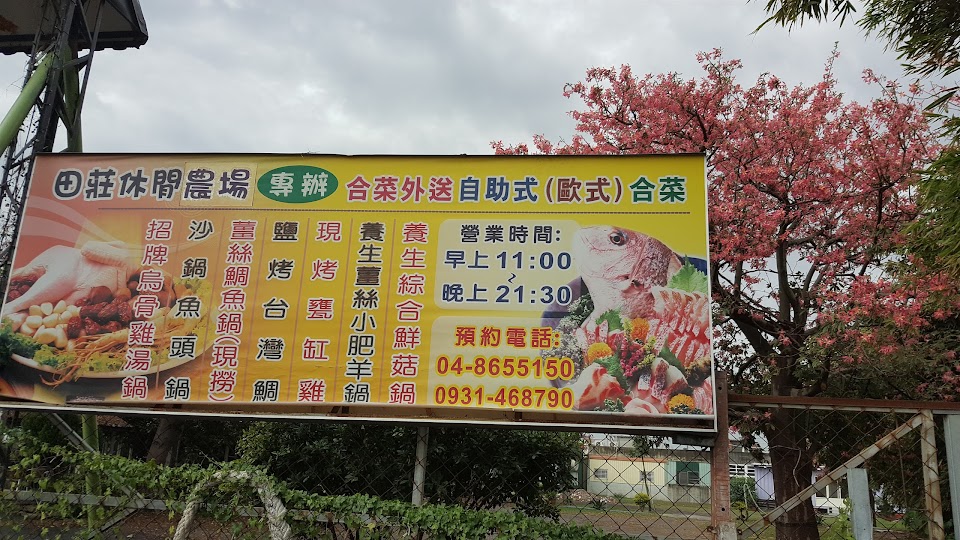 田莊休閒農場 專辦 合菜外送 自助式(歐式)合菜
養生綜合鮮菇鍋
養生薑絲小肥羊鍋
現烤甕缸雞
鹽烤台灣鯛
薑絲鯛魚鍋(現撈)
沙鍋魚頭鍋
招牌烏骨雞湯鍋
營業時間:
早上11:00
~
晚上21:30
預約電話:
04-8655150
0931-468790